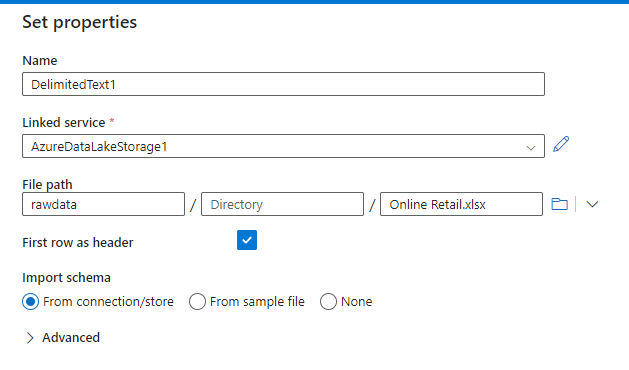 Set properties
Name
DelimitedText1
Linked service *
AzureDataLakeStorage1
File path
rawdata / Directory / Online Retail.xlsx
First row as header
Import schema
From connection/store From sample file None
Advanced